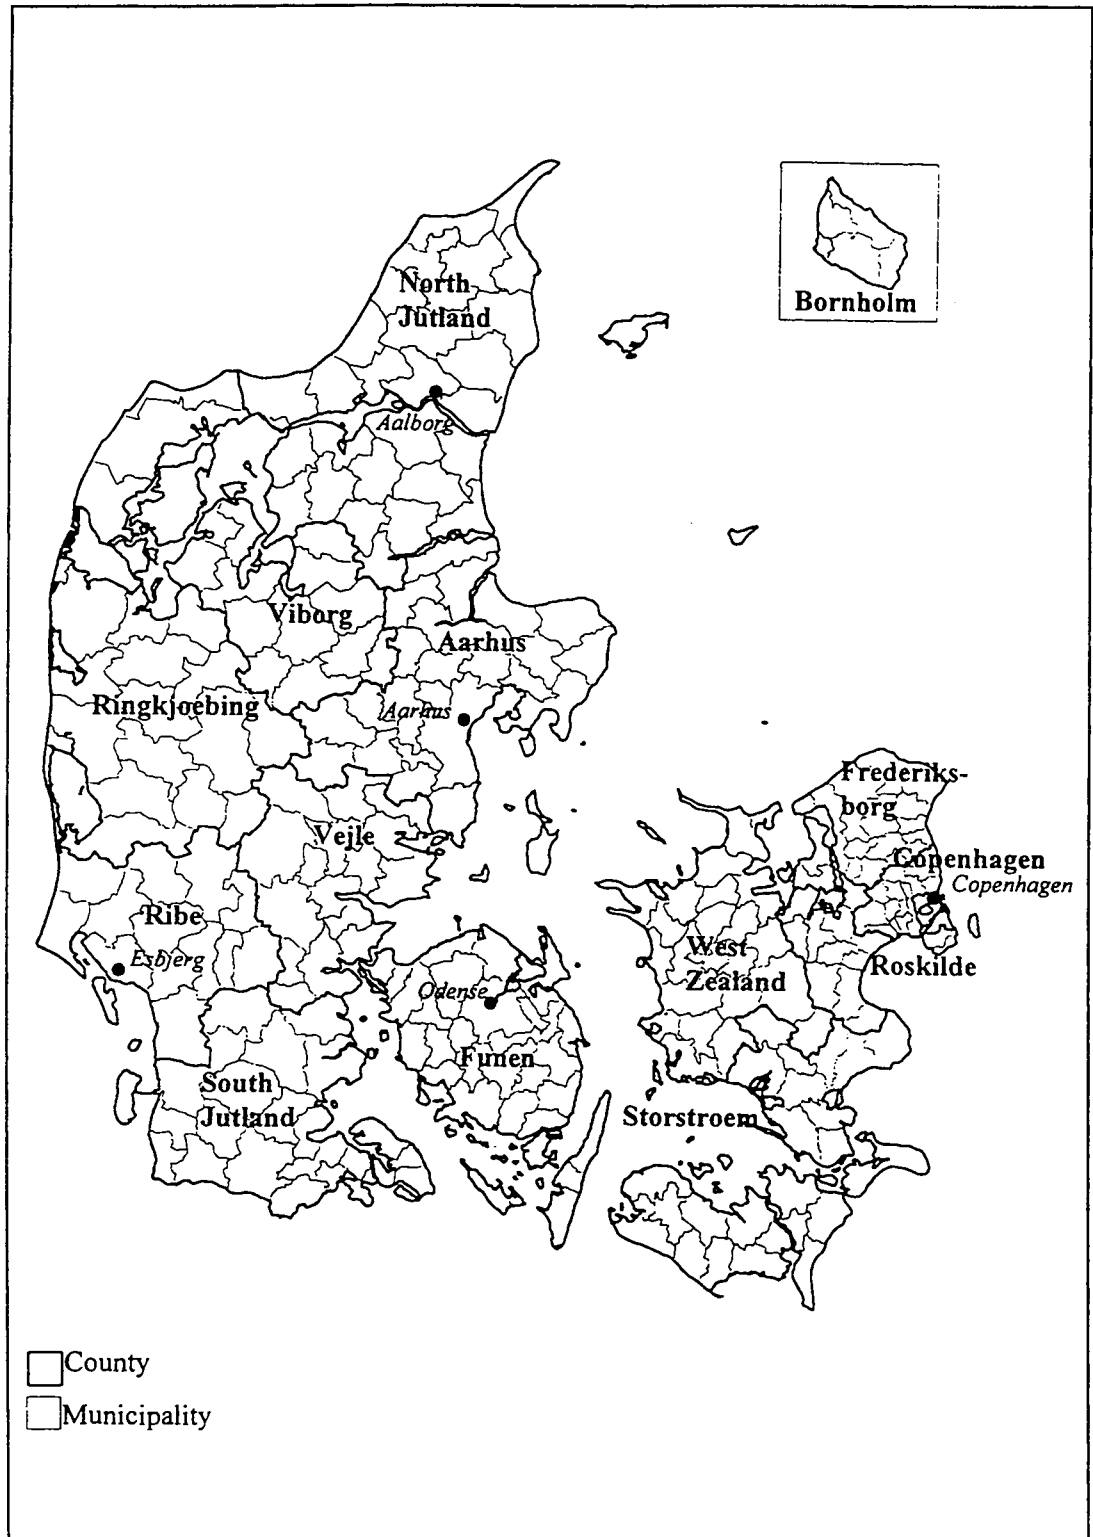 North
Jutland
Bornholm
Aalborg
Viborg
Aarhus
Ringkjoebing
Aarhus
Frederiks-
borg
Vejle
Copenhagen
Copenhagen
Ribe
Esbjerg
West
Zealand
Roskilde
Odense
Funen
South
Jutland
Storstroem
County
Municipality